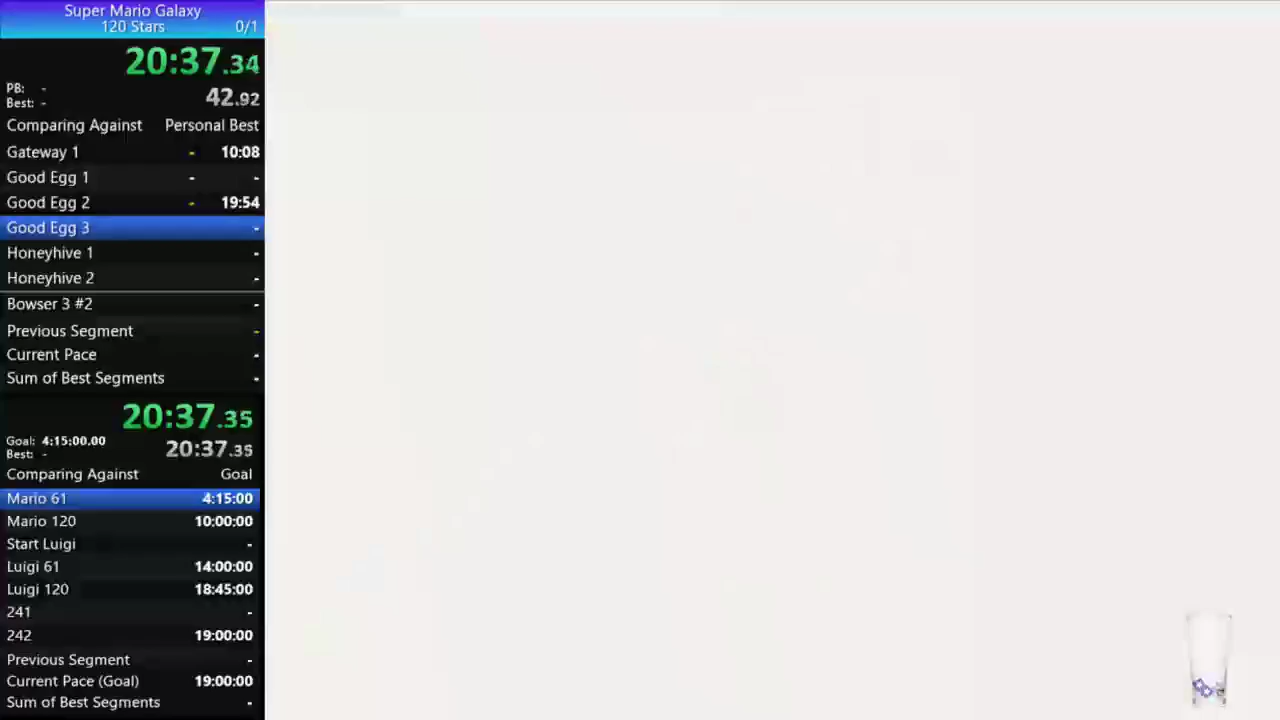 Super Mario Galaxy
120 Stars 0/1
20:37.34
PB: - 42.92
Best: -
Comparing Against Personal Best
Gateway 1 - 10:08
Good Egg 1 - -
Good Egg 2 - 19:54
Good Egg 3 -
Honeyhive 1 -
Honeyhive 2 -
Bowser 3 #2 -
Previous Segment -
Current Pace -
Sum of Best Segments -
20:37.35
Goal: 4:15:00.00 20:37.35
Best: -
Comparing Against Goal
Mario 61 4:15:00
Mario 120 10:00:00
Start Luigi -
Luigi 61 14:00:00
Luigi 120 18:45:00
241 -
242 19:00:00
Previous Segment -
Current Pace (Goal) 19:00:00
Sum of Best Segments -